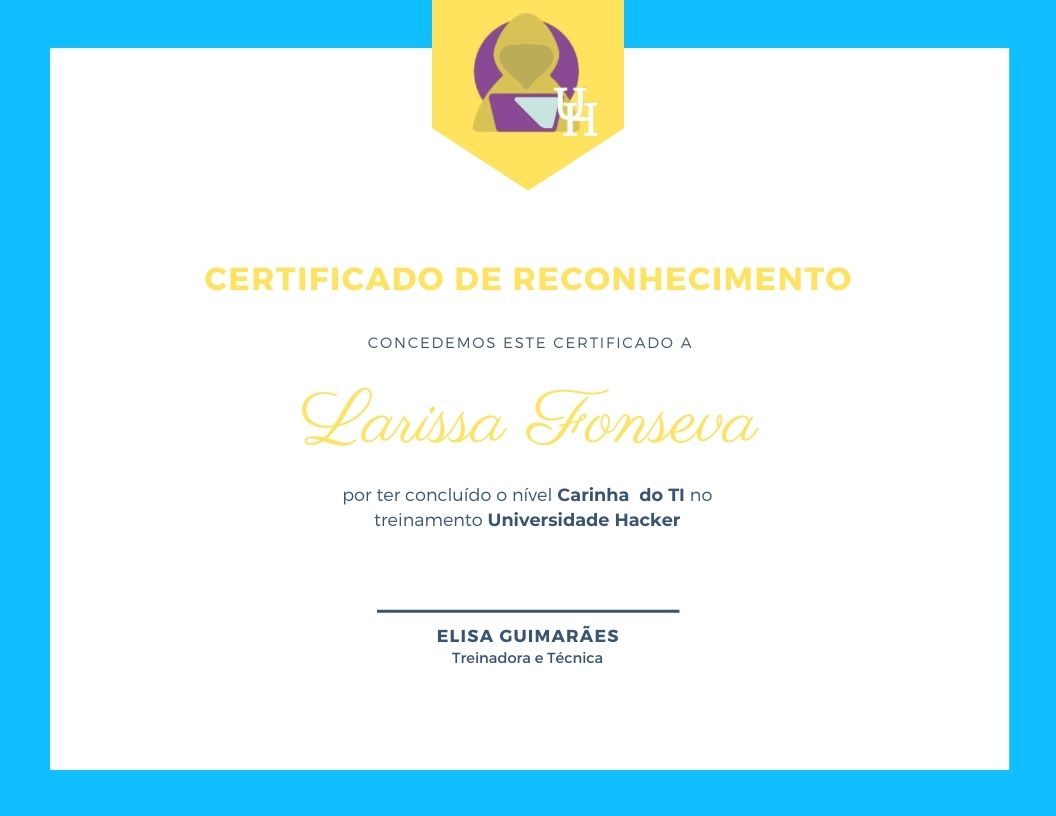 UH
CERTIFICADO DE RECONHECIMENTO
CONCEDEMOS ESTE CERTIFICADO A
Larissa Fonseva
por ter concluído o nível Carinha do TI no
treinamento Universidade Hacker
ELISA GUIMARÃES
Treinadora e Técnica